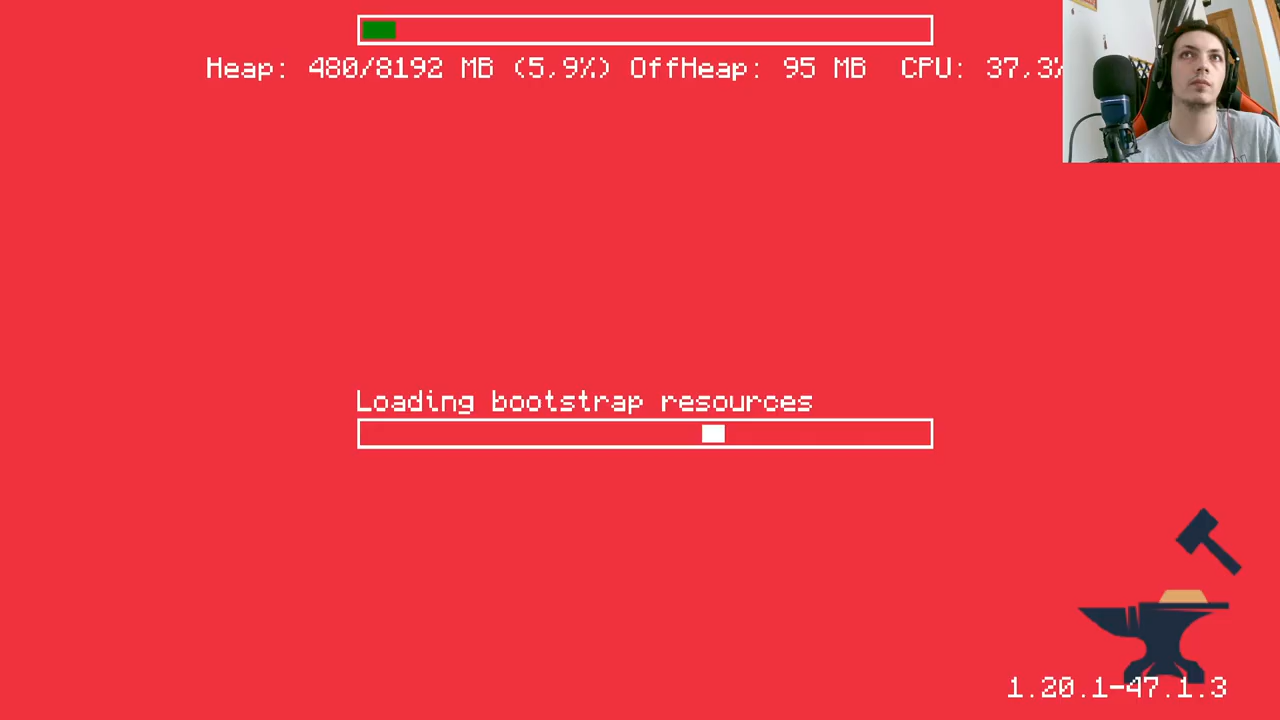 Heap: 480/8192 MB (5,9%) OffHeap: 95 MB CPU: 37,3%
Loading bootstrap resources
1.20.1-47.1.3